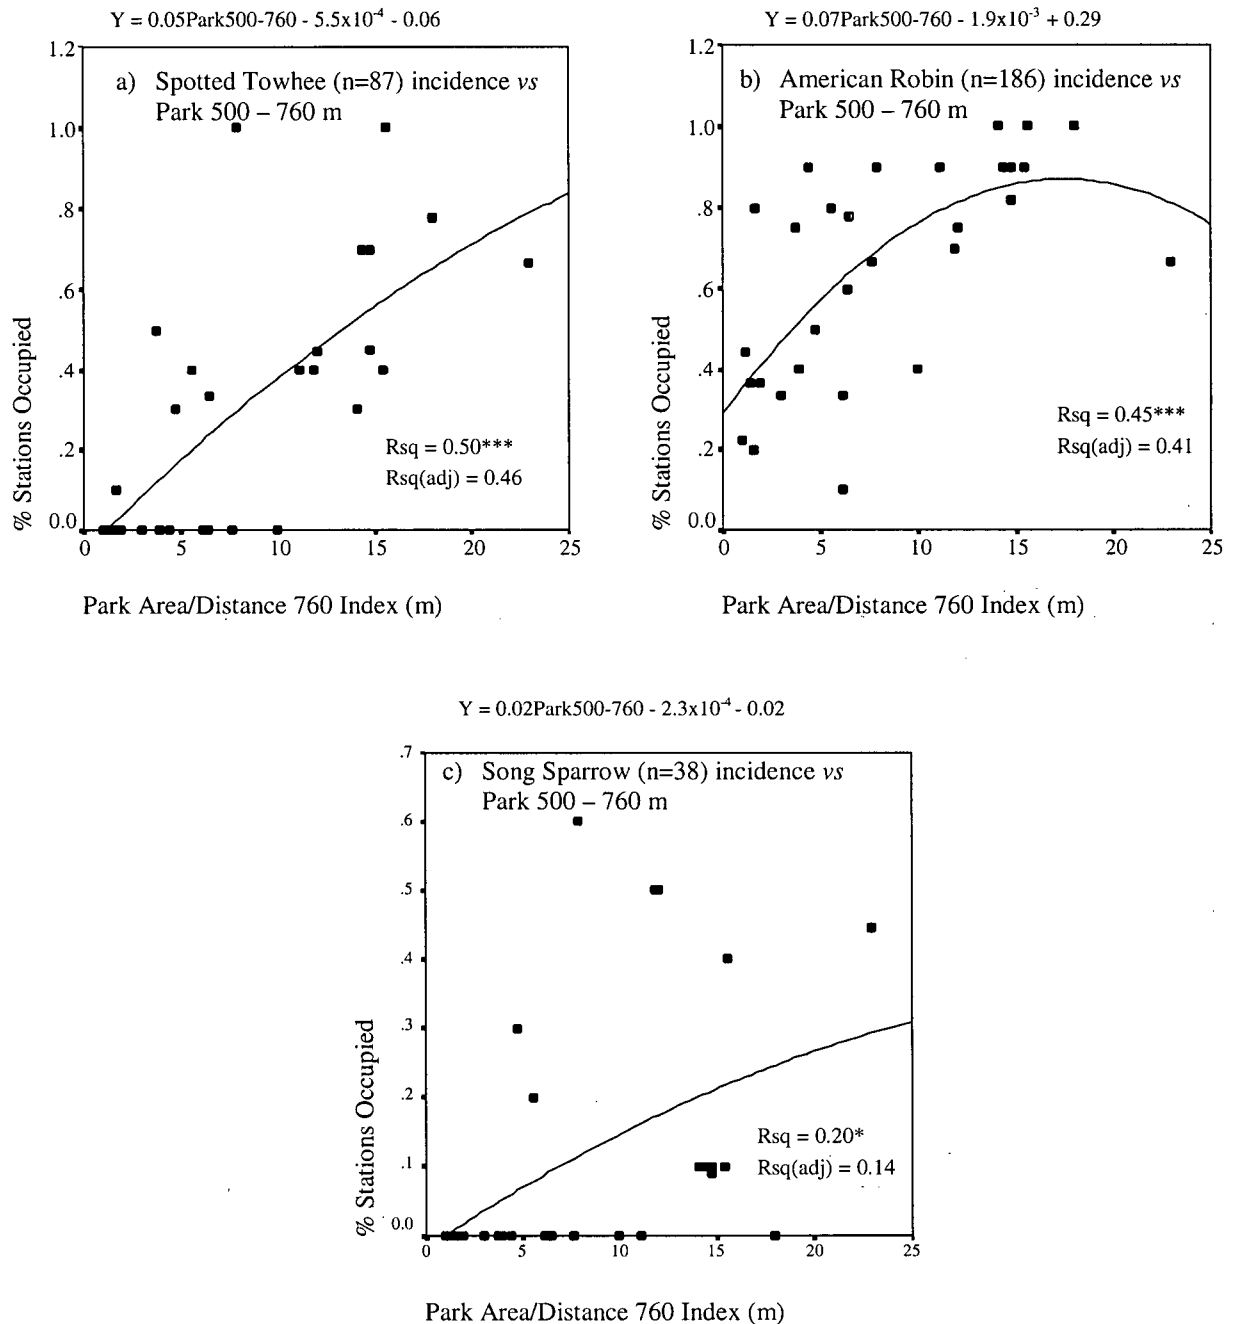 Y = 0.05Park500-760 - 5.5x10⁻⁴ - 0.06
1.2
1.0
.8
.6
.4
.2
0.0
% Stations Occupied
a) Spotted Towhee (n=87) incidence vs
Park 500 – 760 m
Rsq = 0.50***
Rsq(adj) = 0.46
0 5 10 15 20 25
Park Area/Distance 760 Index (m)
Y = 0.07Park500-760 - 1.9x10⁻³ + 0.29
1.2
1.0
.8
.6
.4
.2
0.0
% Stations Occupied
b) American Robin (n=186) incidence vs
Park 500 – 760 m
Rsq = 0.45***
Rsq(adj) = 0.41
0 5 10 15 20 25
Park Area/Distance 760 Index (m)
Y = 0.02Park500-760 - 2.3x10⁻⁴ - 0.02
.7
.6
.5
.4
.3
.2
.1
0.0
% Stations Occupied
c) Song Sparrow (n=38) incidence vs
Park 500 – 760 m
Rsq = 0.20*
Rsq(adj) = 0.14
0 5 10 15 20 25
Park Area/Distance 760 Index (m)